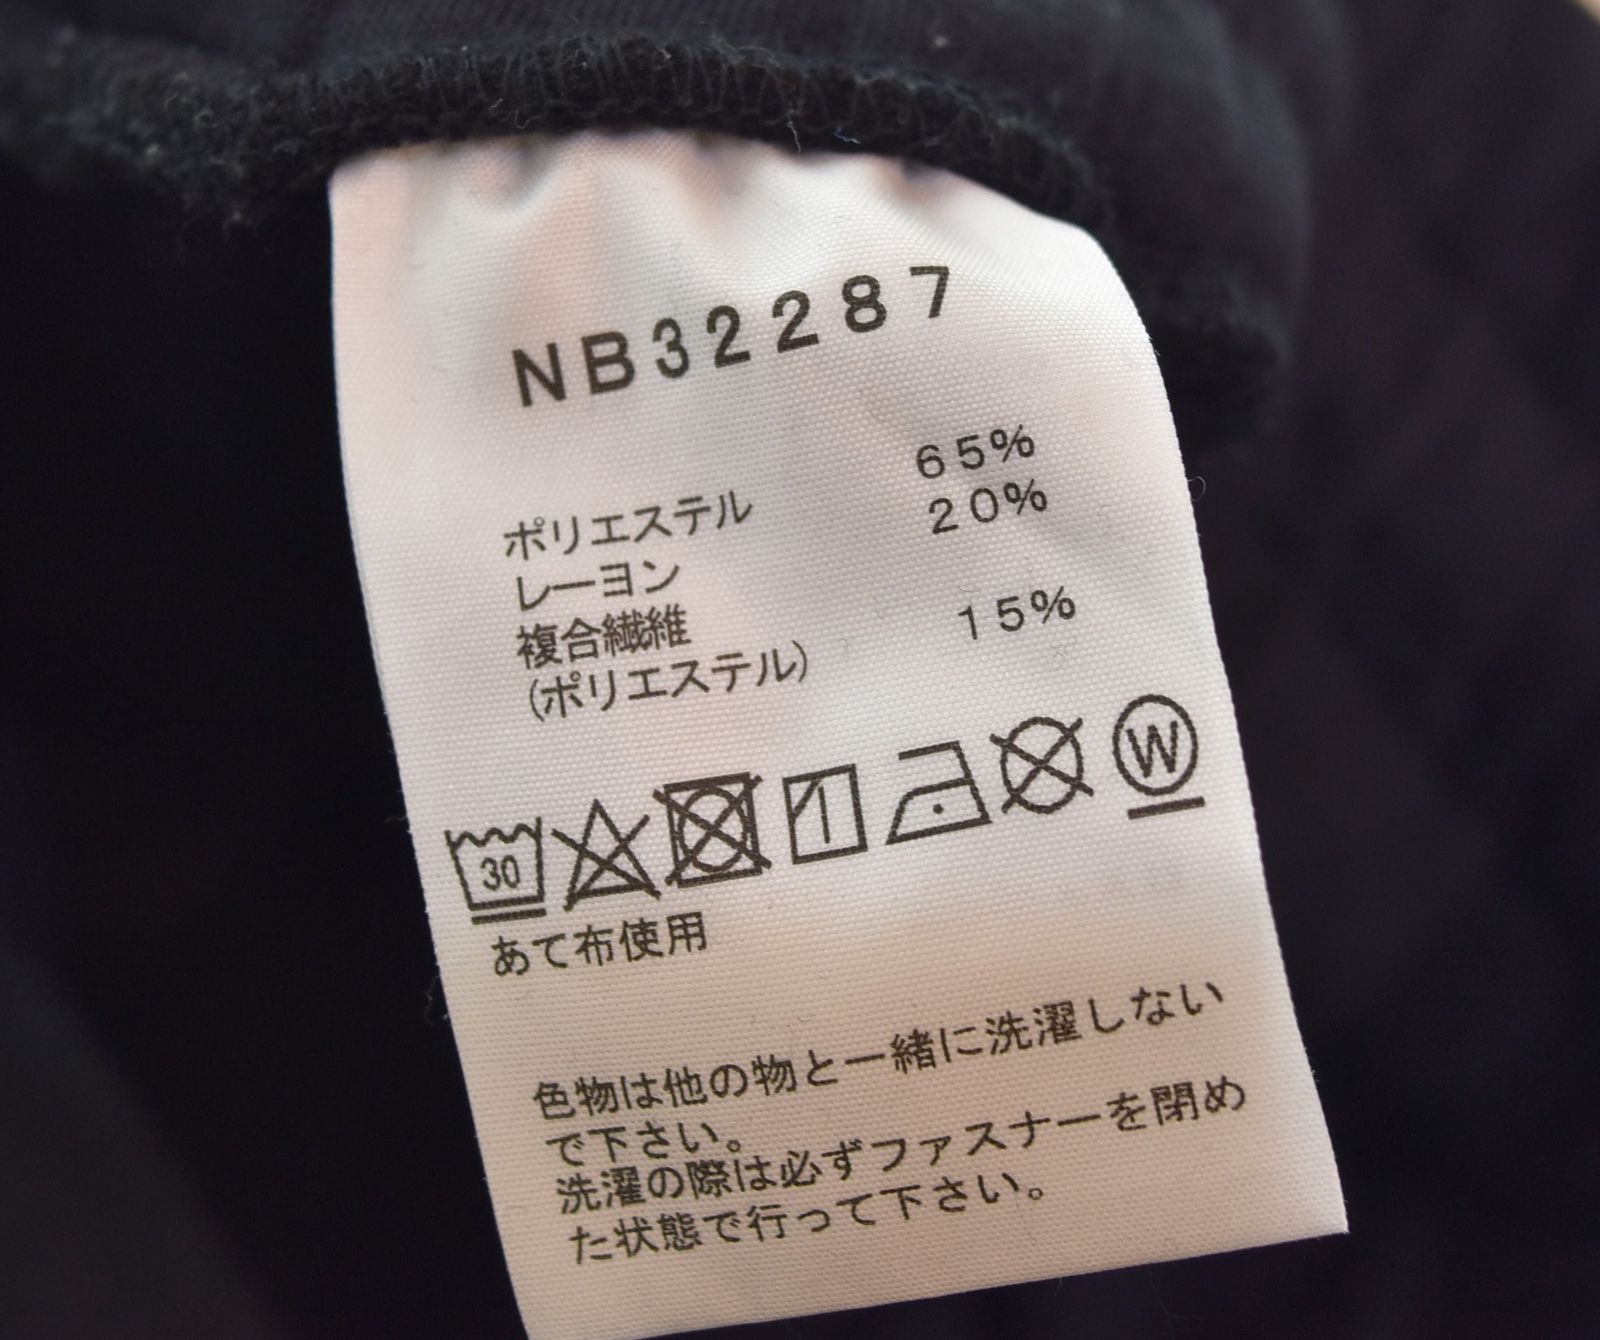 NB32287
ポリエステル 65%
レーヨン 20%
複合繊維
(ポリエステル) 15%
30 W
あて布使用
色物は他の物と一緒に洗濯しない
で下さい。
洗濯の際は必ずファスナーを閉め
た状態で行って下さい。